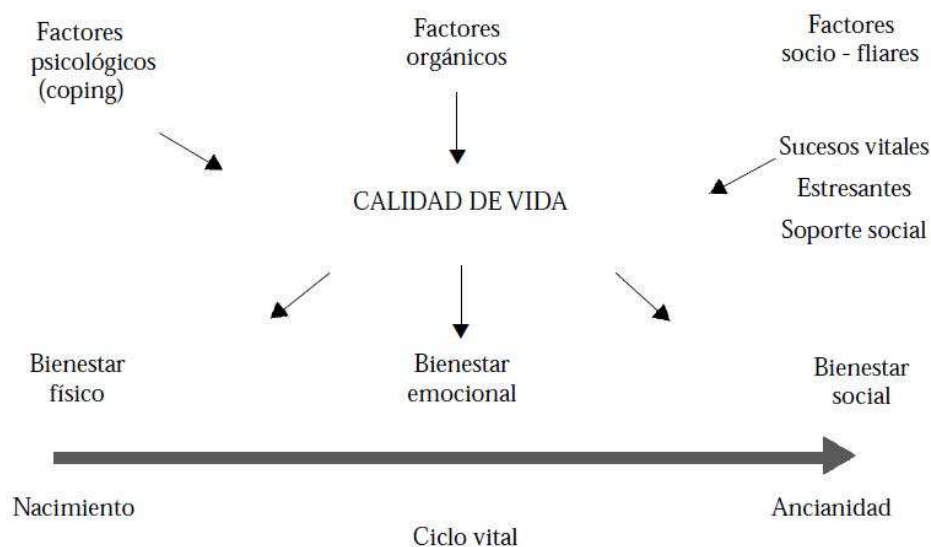 Factores
psicológicos
(coping)
Factores
orgánicos
Factores
socio - fliares
Sucesos vitales
Estresantes
Soporte social
CALIDAD DE VIDA
Bienestar
físico
Bienestar
emocional
Bienestar
social
Nacimiento
Ancianidad
Ciclo vital